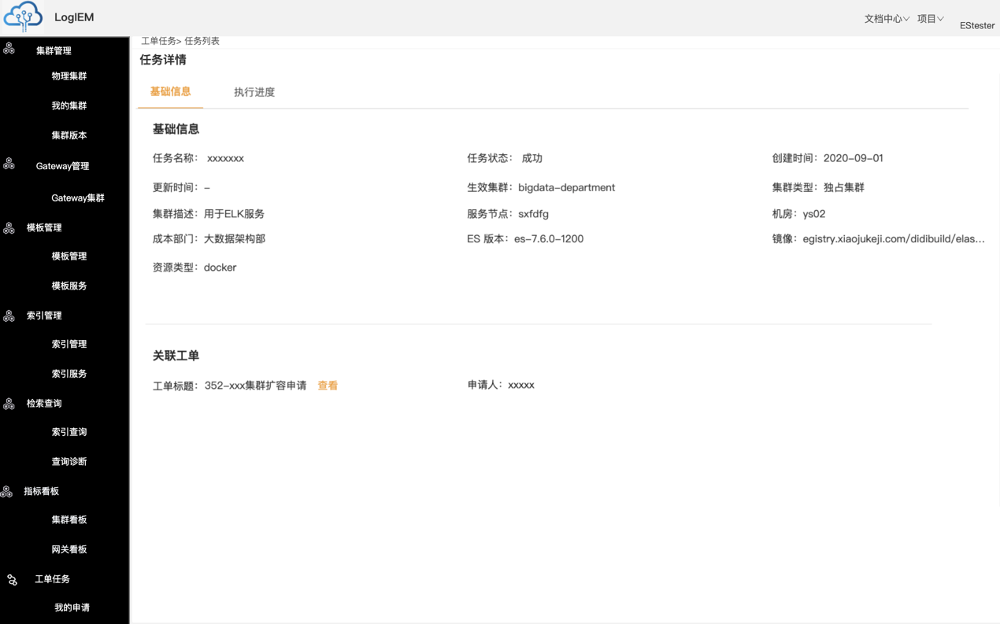 LogIEM
文档中心 项目 EStester
集群管理
物理集群
我的集群
集群版本
Gateway管理
Gateway集群
模板管理
模板管理
模板服务
索引管理
索引管理
索引服务
检索查询
索引查询
查询诊断
指标看板
集群看板
网关看板
工单任务
我的申请
工单任务> 任务列表
任务详情
基础信息 执行进度
基础信息
任务名称： xxxxxxx 任务状态： 成功 创建时间：2020-09-01
更新时间：– 生效集群：bigdata-department 集群类型：独占集群
集群描述：用于ELK服务 服务节点：sxfdfg 机房：ys02
成本部门：大数据架构部 ES 版本：es-7.6.0-1200 镜像：egistry.xiaojukeji.com/didibuild/elas...
资源类型：docker
关联工单
工单标题：352-xxx集群扩容申请 查看 申请人：xxxxx